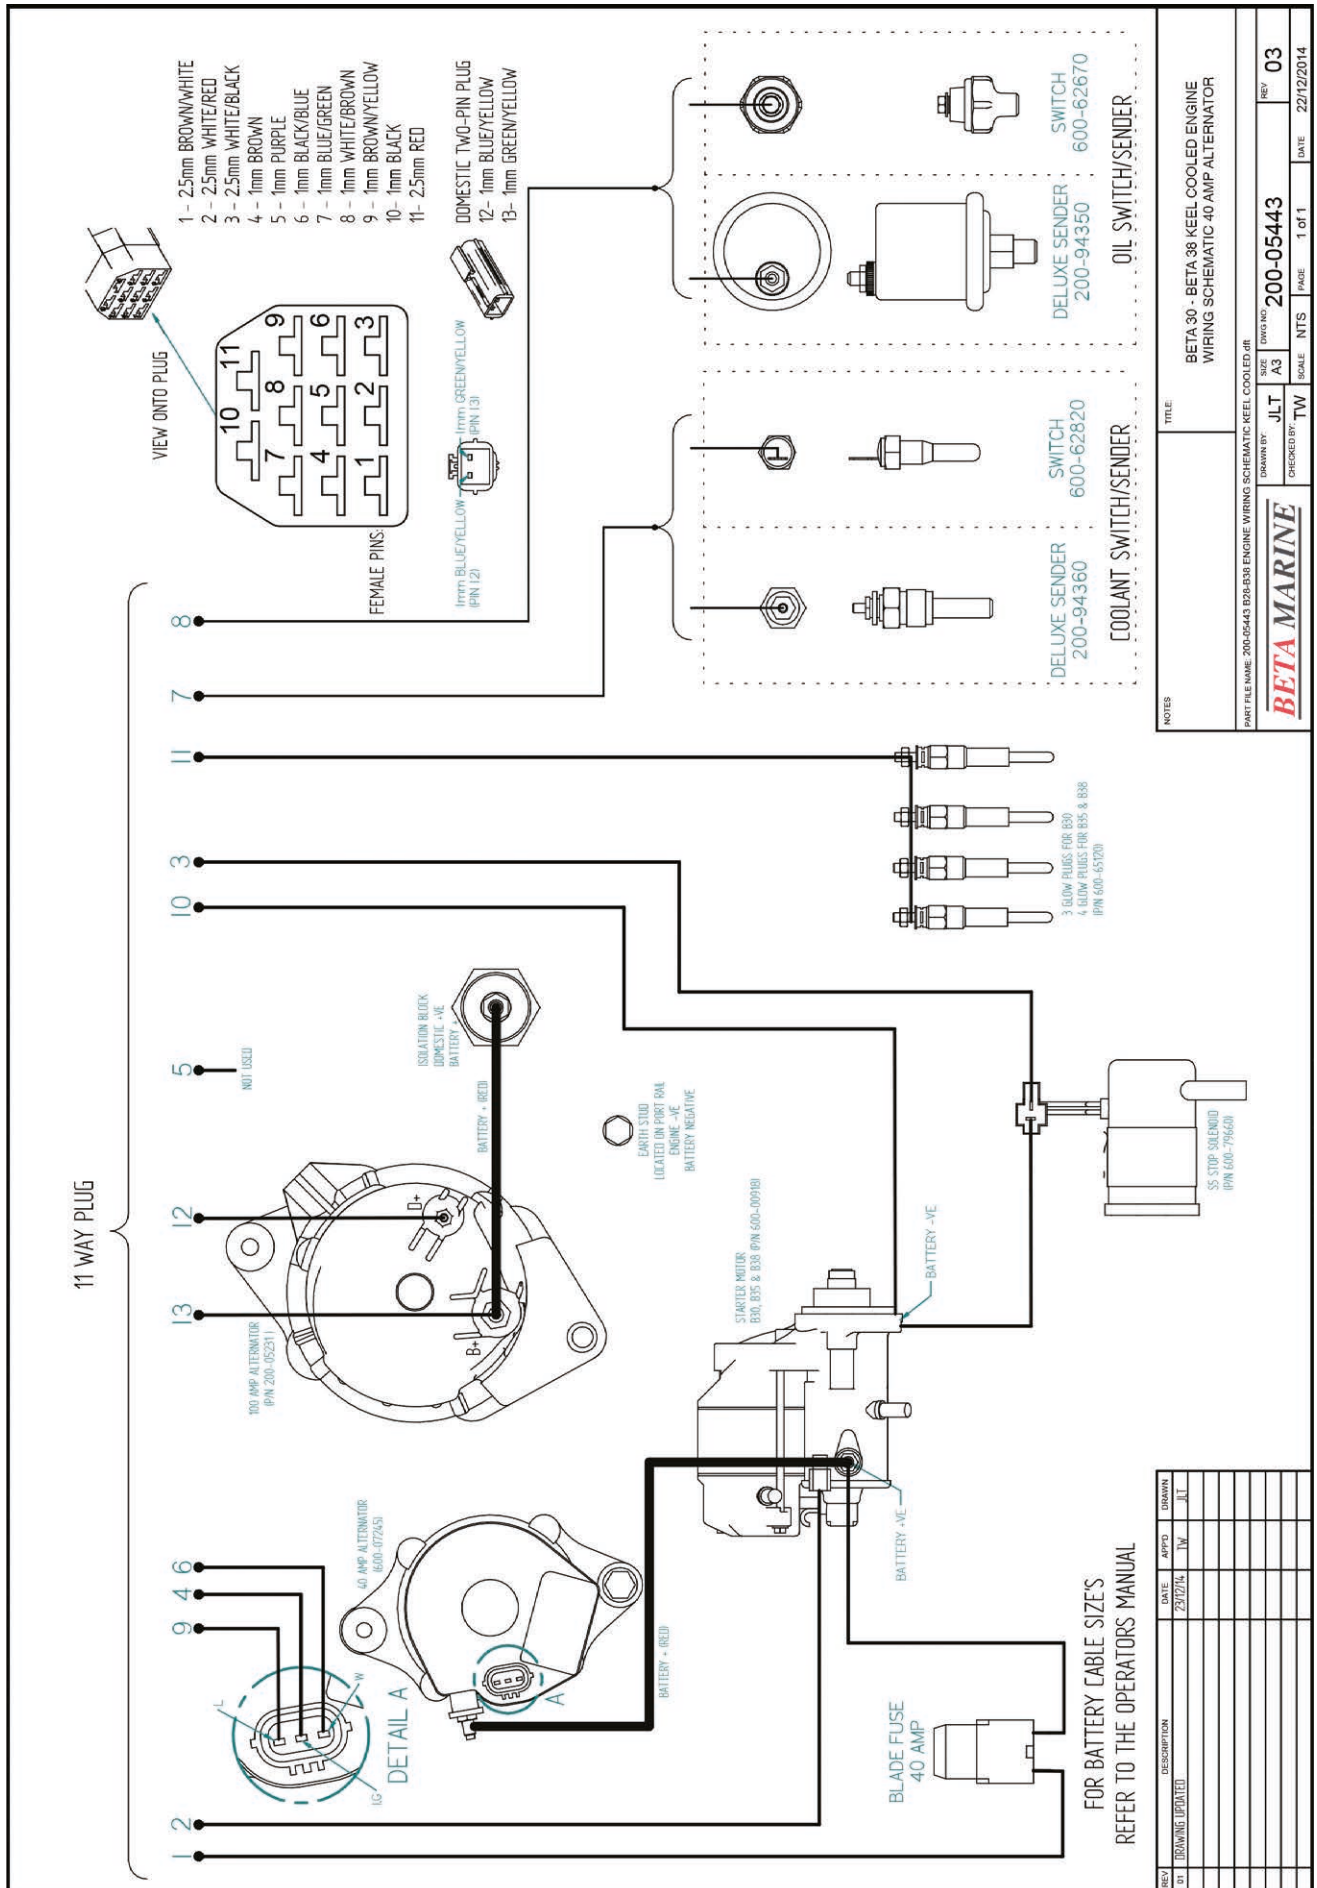 11 WAY PLUG
1
2
9
4
6
13
12
5
10
3
11
7
8
NOT USED
VIEW ONTO PLUG
1 - 2.5mm BROWN/WHITE
2 - 2.5mm WHITE/RED
3 - 2.5mm WHITE/BLACK
4 - 1mm BROWN
5 - 1mm PURPLE
6 - 1mm BLACK/BLUE
7 - 1mm BLUE/GREEN
8 - 1mm WHITE/BROWN
9 - 1mm BROWN/YELLOW
10- 1mm BLACK
11- 2.5mm RED
DOMESTIC TWO-PIN PLUG
12- 1mm BLUE/YELLOW
13- 1mm GREEN/YELLOW
10 11
7 8 9
4 5 6
1 2 3
FEMALE PINS:
1mm BLUE/YELLOW
(PIN 12)
1mm GREEN/YELLOW
(PIN 13)
L
IG
W
DETAIL A
40 AMP ALTERNATOR
(600-07245)
A
100 AMP ALTERNATOR
(P/N 200-05231)
B+
D+
BATTERY + (RED)
ISOLATION BLOCK
DOMESTIC +VE
BATTERY +
EARTH STUD
LOCATED ON PORT RAIL
ENGINE -VE
BATTERY NEGATIVE
BATTERY + (RED)
STARTER MOTOR
B30, B35 & B38 (P/N 600-00918)
BATTERY -VE
BATTERY +VE
BLADE FUSE
40 AMP
SS STOP SOLENOID
(P/N 600-79660)
3 GLOW PLUGS FOR B30
4 GLOW PLUGS FOR B35 & B38
(P/N 600-65120)
DELUXE SENDER
200-94360
SWITCH
600-62820
COOLANT SWITCH/SENDER
DELUXE SENDER
200-94350
SWITCH
600-62670
OIL SWITCH/SENDER
FOR BATTERY CABLE SIZE'S
REFER TO THE OPERATORS MANUAL
REV DESCRIPTION DATE APP'D DRAWN
01 DRAWING UPDATED 23/12/14 TW JLT
NOTES
TITLE:
BETA 30 - BETA 38 KEEL COOLED ENGINE
WIRING SCHEMATIC 40 AMP ALTERNATOR
PART FILE NAME: 200-05443 B28-B38 ENGINE WIRING SCHEMATIC KEEL COOLED.dft
BETA MARINE
DRAWN BY: JLT
CHECKED BY: TW
SIZE A3
DWG NO. 200-05443
REV 03
SCALE NTS
PAGE 1 of 1
DATE 22/12/2014